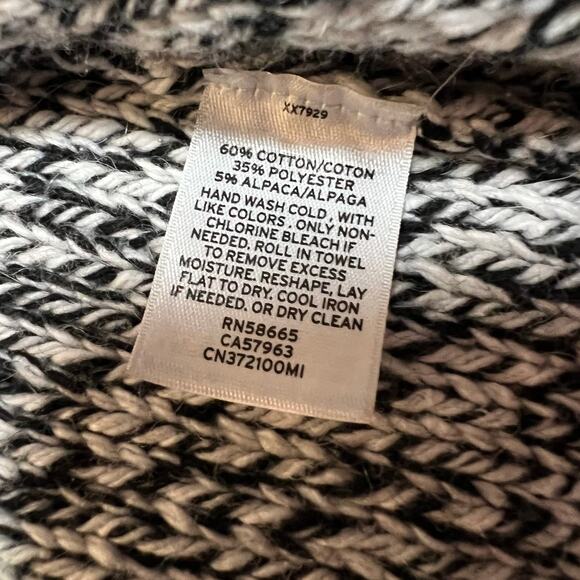 XX7929
60% COTTON/COTON
35% POLYESTER
5% ALPACA/ALPAGA
HAND WASH COLD , WITH
LIKE COLORS . ONLY NON-
CHLORINE BLEACH IF
NEEDED. ROLL IN TOWEL
TO REMOVE EXCESS
MOISTURE. RESHAPE, LAY
FLAT TO DRY. COOL IRON
IF NEEDED. OR DRY CLEAN
RN58665
CA57963
CN372100MI